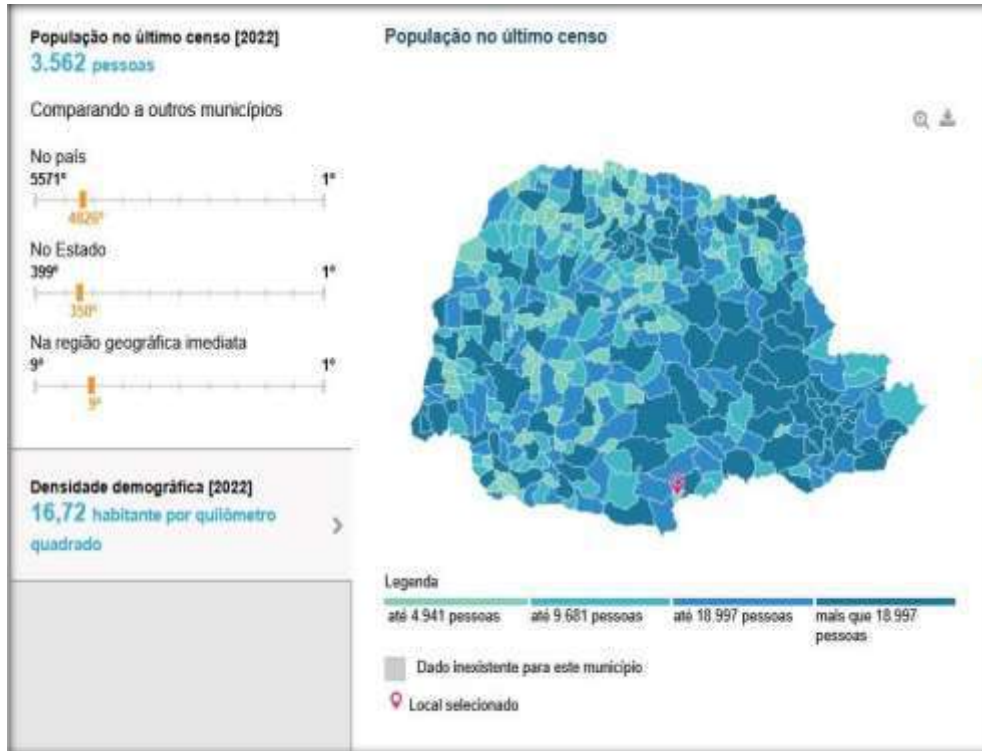 População no último censo [2022]
3.562 pessoas
Comparando a outros municípios
No país
5571º 1º
4826º
No Estado
399º 1º
350º
Na região geográfica imediata
9º 1º
9º
Densidade demográfica [2022]
16,72 habitante por quilômetro
quadrado
População no último censo
Legenda
até 4.941 pessoas até 9.681 pessoas até 18.997 pessoas mais que 18.997
pessoas
Dado inexistente para este município
Local selecionado